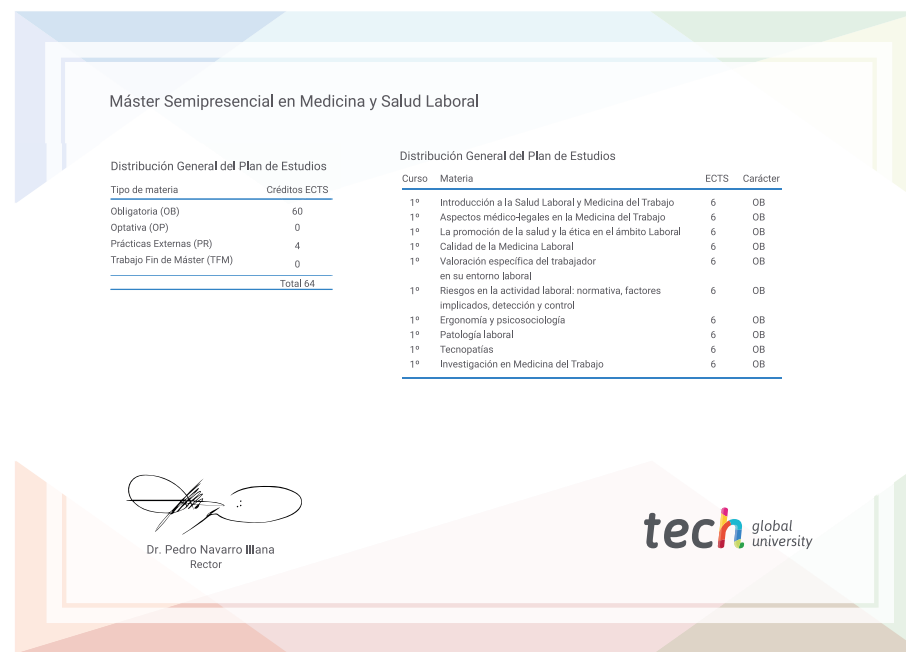 Máster Semipresencial en Medicina y Salud Laboral
Distribución General del Plan de Estudios
Tipo de materia Créditos ECTS
Obligatoria (OB) 60
Optativa (OP) 0
Prácticas Externas (PR) 4
Trabajo Fin de Máster (TFM) 0
Total 64
Distribución General del Plan de Estudios
Curso Materia ECTS Carácter
1º Introducción a la Salud Laboral y Medicina del Trabajo 6 OB
1º Aspectos médico-legales en la Medicina del Trabajo 6 OB
1º La promoción de la salud y la ética en el ámbito Laboral 6 OB
1º Calidad de la Medicina Laboral 6 OB
1º Valoración específica del trabajador 6 OB
en su entorno laboral
1º Riesgos en la actividad laboral: normativa, factores 6 OB
implicados, detección y control
1º Ergonomía y psicosociología 6 OB
1º Patología laboral 6 OB
1º Tecnopatías 6 OB
1º Investigación en Medicina del Trabajo 6 OB
Dr. Pedro Navarro Illana
Rector
tech global
university